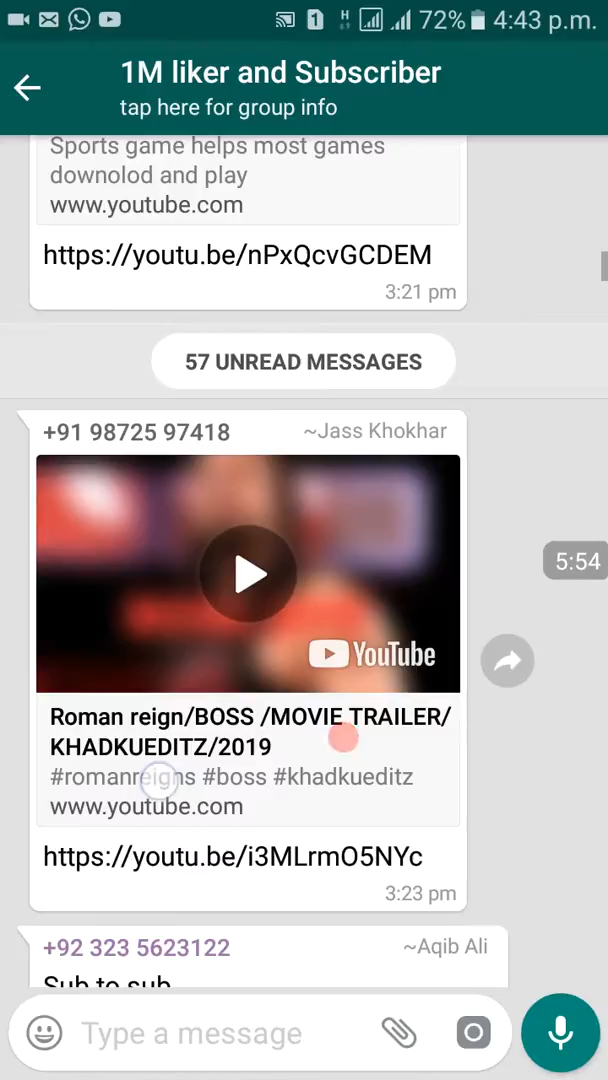 72% 4:43 p.m.
1M liker and Subscriber
tap here for group info
Sports game helps most games
downolod and play
www.youtube.com
https://youtu.be/nPxQcvGCDEM
3:21 pm
57 UNREAD MESSAGES
+91 98725 97418 ~Jass Khokhar
5:54
YouTube
Roman reign/BOSS /MOVIE TRAILER/
KHADKUEDITZ/2019
#romanreigns #boss #khadkueditz
www.youtube.com
https://youtu.be/i3MLrmO5NYc
3:23 pm
+92 323 5623122 ~Aqib Ali
Sub to sub
Type a message